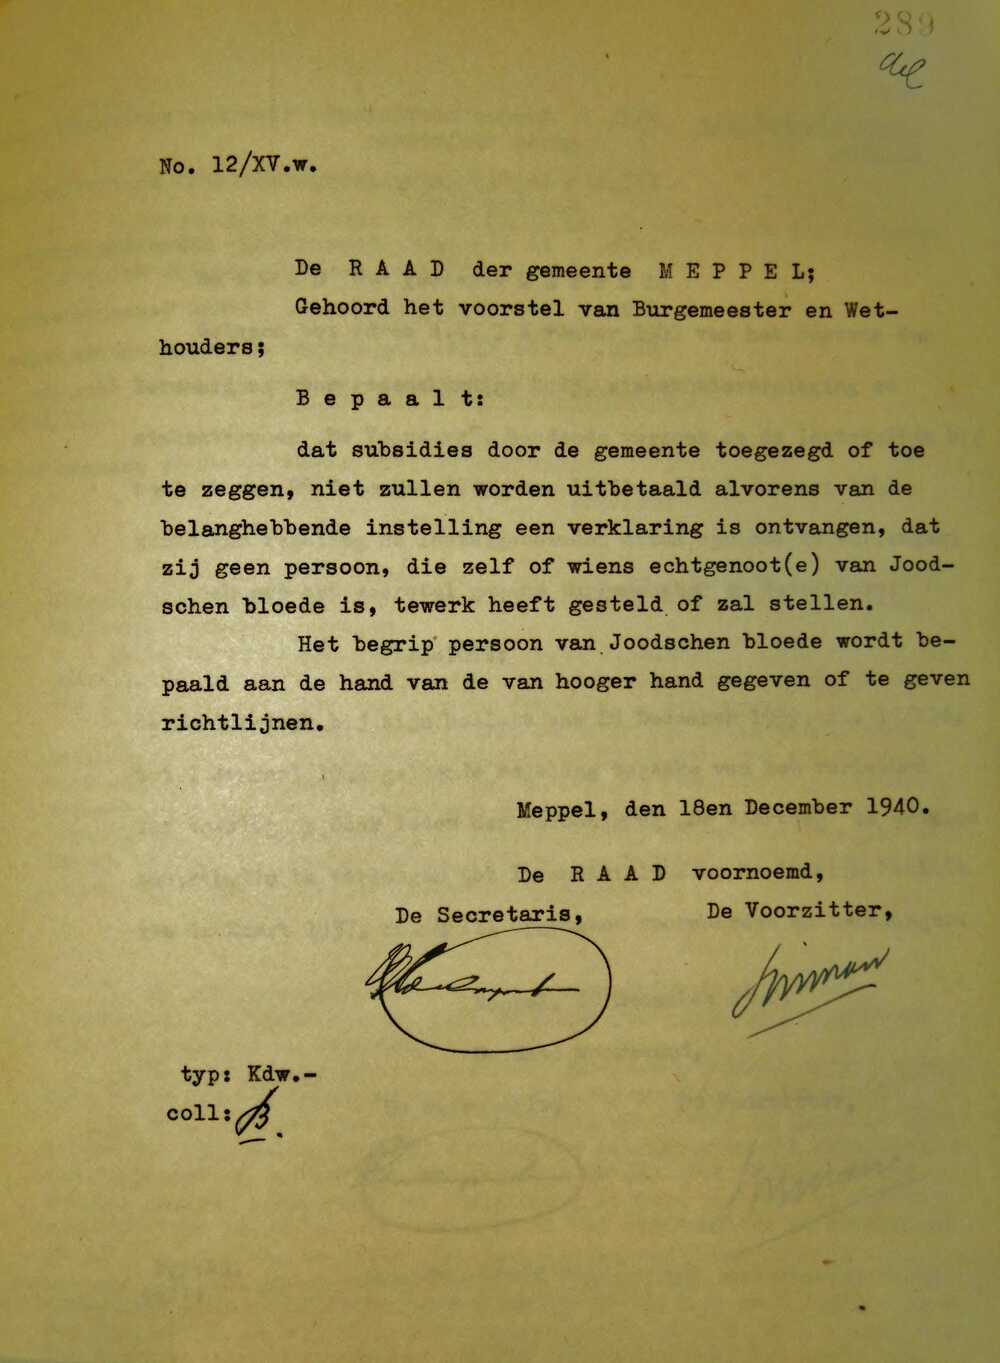 289
No. 12/XV.w.
De R A A D der gemeente M E P P E L;
Gehoord het voorstel van Burgemeester en Wet-
houders;
B e p a a l t:
dat subsidies door de gemeente toegezegd of toe
te zeggen, niet zullen worden uitbetaald alvorens van de
belanghebbende instelling een verklaring is ontvangen, dat
zij geen persoon, die zelf of wiens echtgenoot(e) van Jood-
schen bloede is, tewerk heeft gesteld of zal stellen.
Het begrip persoon van Joodschen bloede wordt be-
paald aan de hand van de van hooger hand gegeven of te geven
richtlijnen.
Meppel, den 18en December 1940.
De R A A D voornoemd,
De Secretaris,
De Voorzitter,
typ: Kdw.-
coll: B.